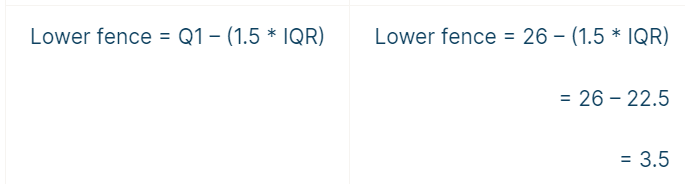 Lower fence = Q1 – (1.5 * IQR)
Lower fence = 26 – (1.5 * IQR)
= 26 – 22.5
= 3.5